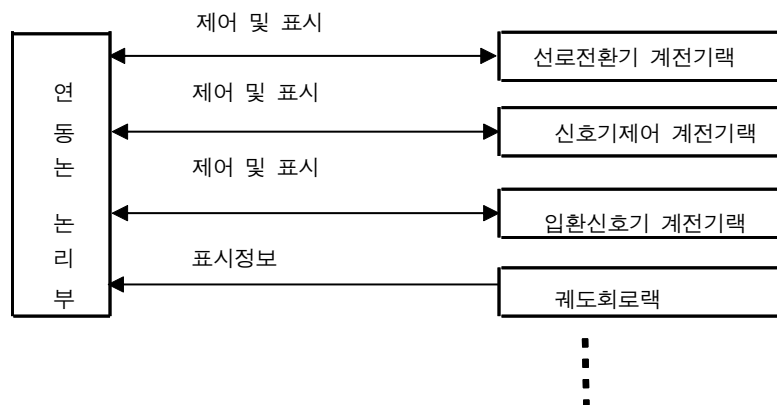 제어 및 표시
선로전환기 계전기랙
제어 및 표시
신호기제어 계전기랙
제어 및 표시
입환신호기 계전기랙
표시정보
궤도회로랙
연
동
논
논
리
부